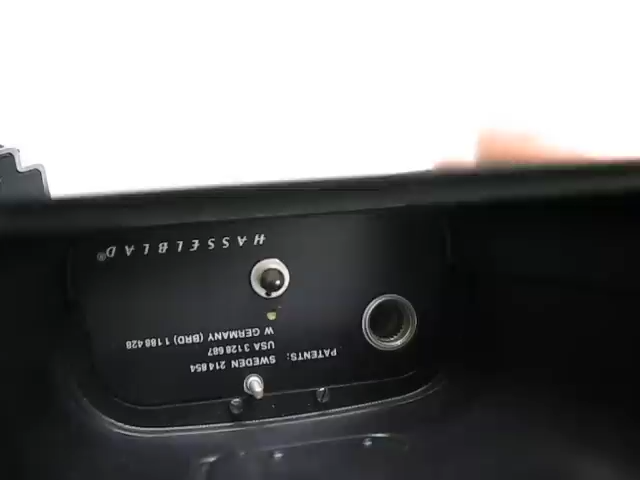 HASSELBLAD®
PATENTS: SWEDEN 214 854
USA 3 128 687
W GERMANY (BRD) 1 188 428